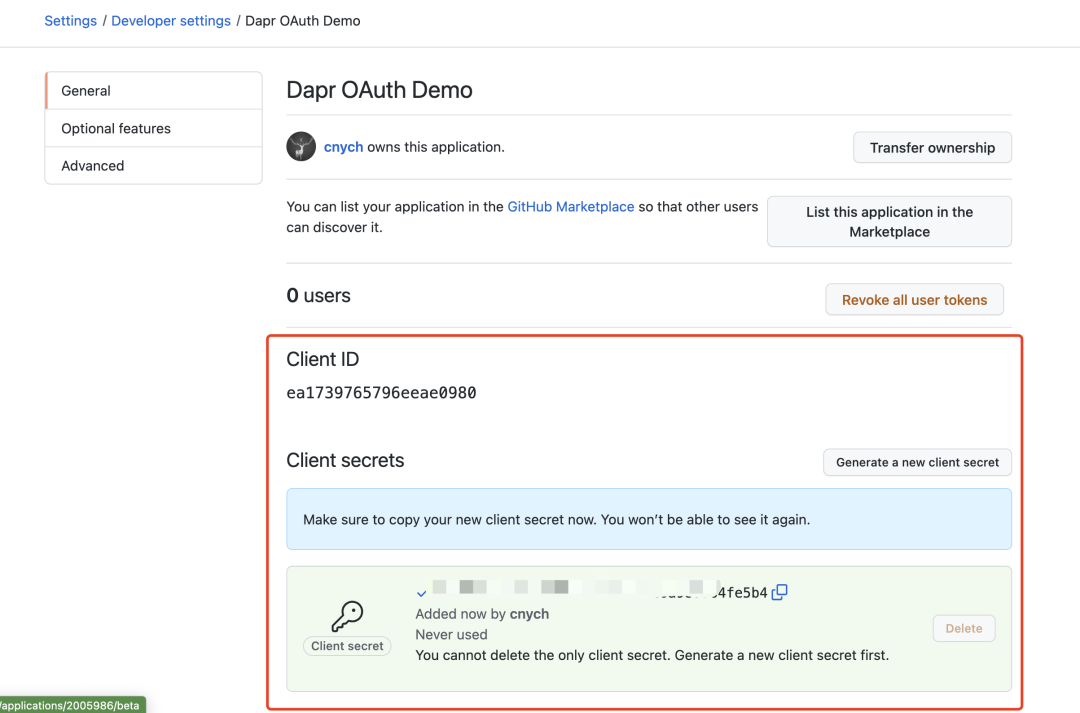 Settings / Developer settings / Dapr OAuth Demo
General
Optional features
Advanced
Dapr OAuth Demo
cnych owns this application.
Transfer ownership
You can list your application in the GitHub Marketplace so that other users
can discover it.
List this application in the
Marketplace
0 users
Revoke all user tokens
Client ID
ea1739765796eeae0980
Client secrets
Generate a new client secret
Make sure to copy your new client secret now. You won't be able to see it again.
Client secret
4fe5b4
Added now by cnych
Never used
You cannot delete the only client secret. Generate a new client secret first.
Delete
/applications/2005986/beta